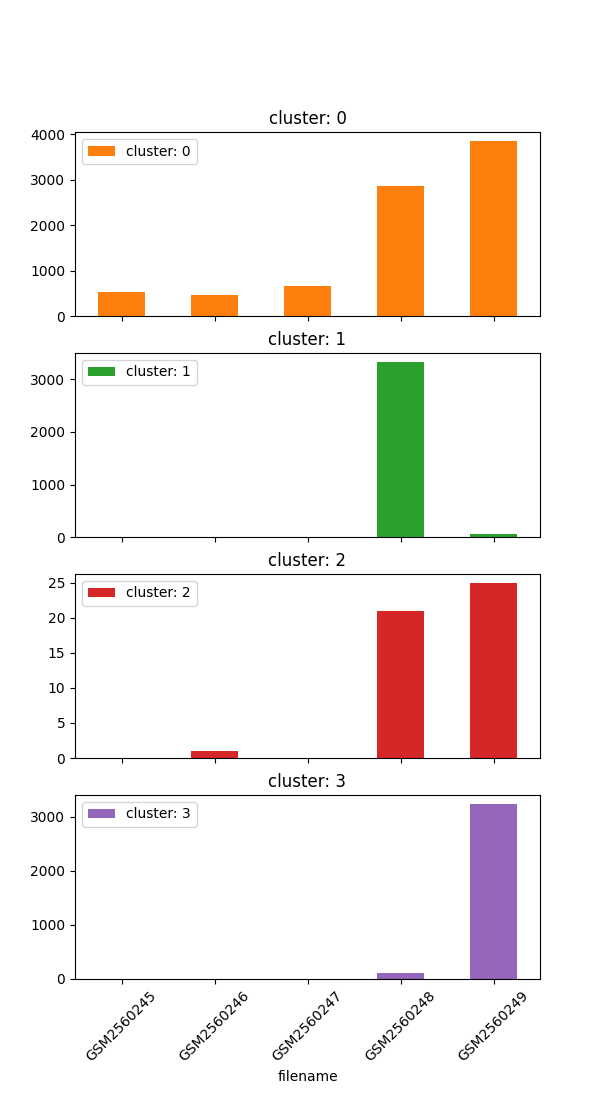 cluster: 0
4000
cluster: 0
3000
2000
1000
0
cluster: 1
cluster: 1
3000
2000
1000
0
cluster: 2
25
cluster: 2
20
15
10
5
0
cluster: 3
cluster: 3
3000
2000
1000
0
GSM2560245 GSM2560246 GSM2560247 GSM2560248 GSM2560249
filename